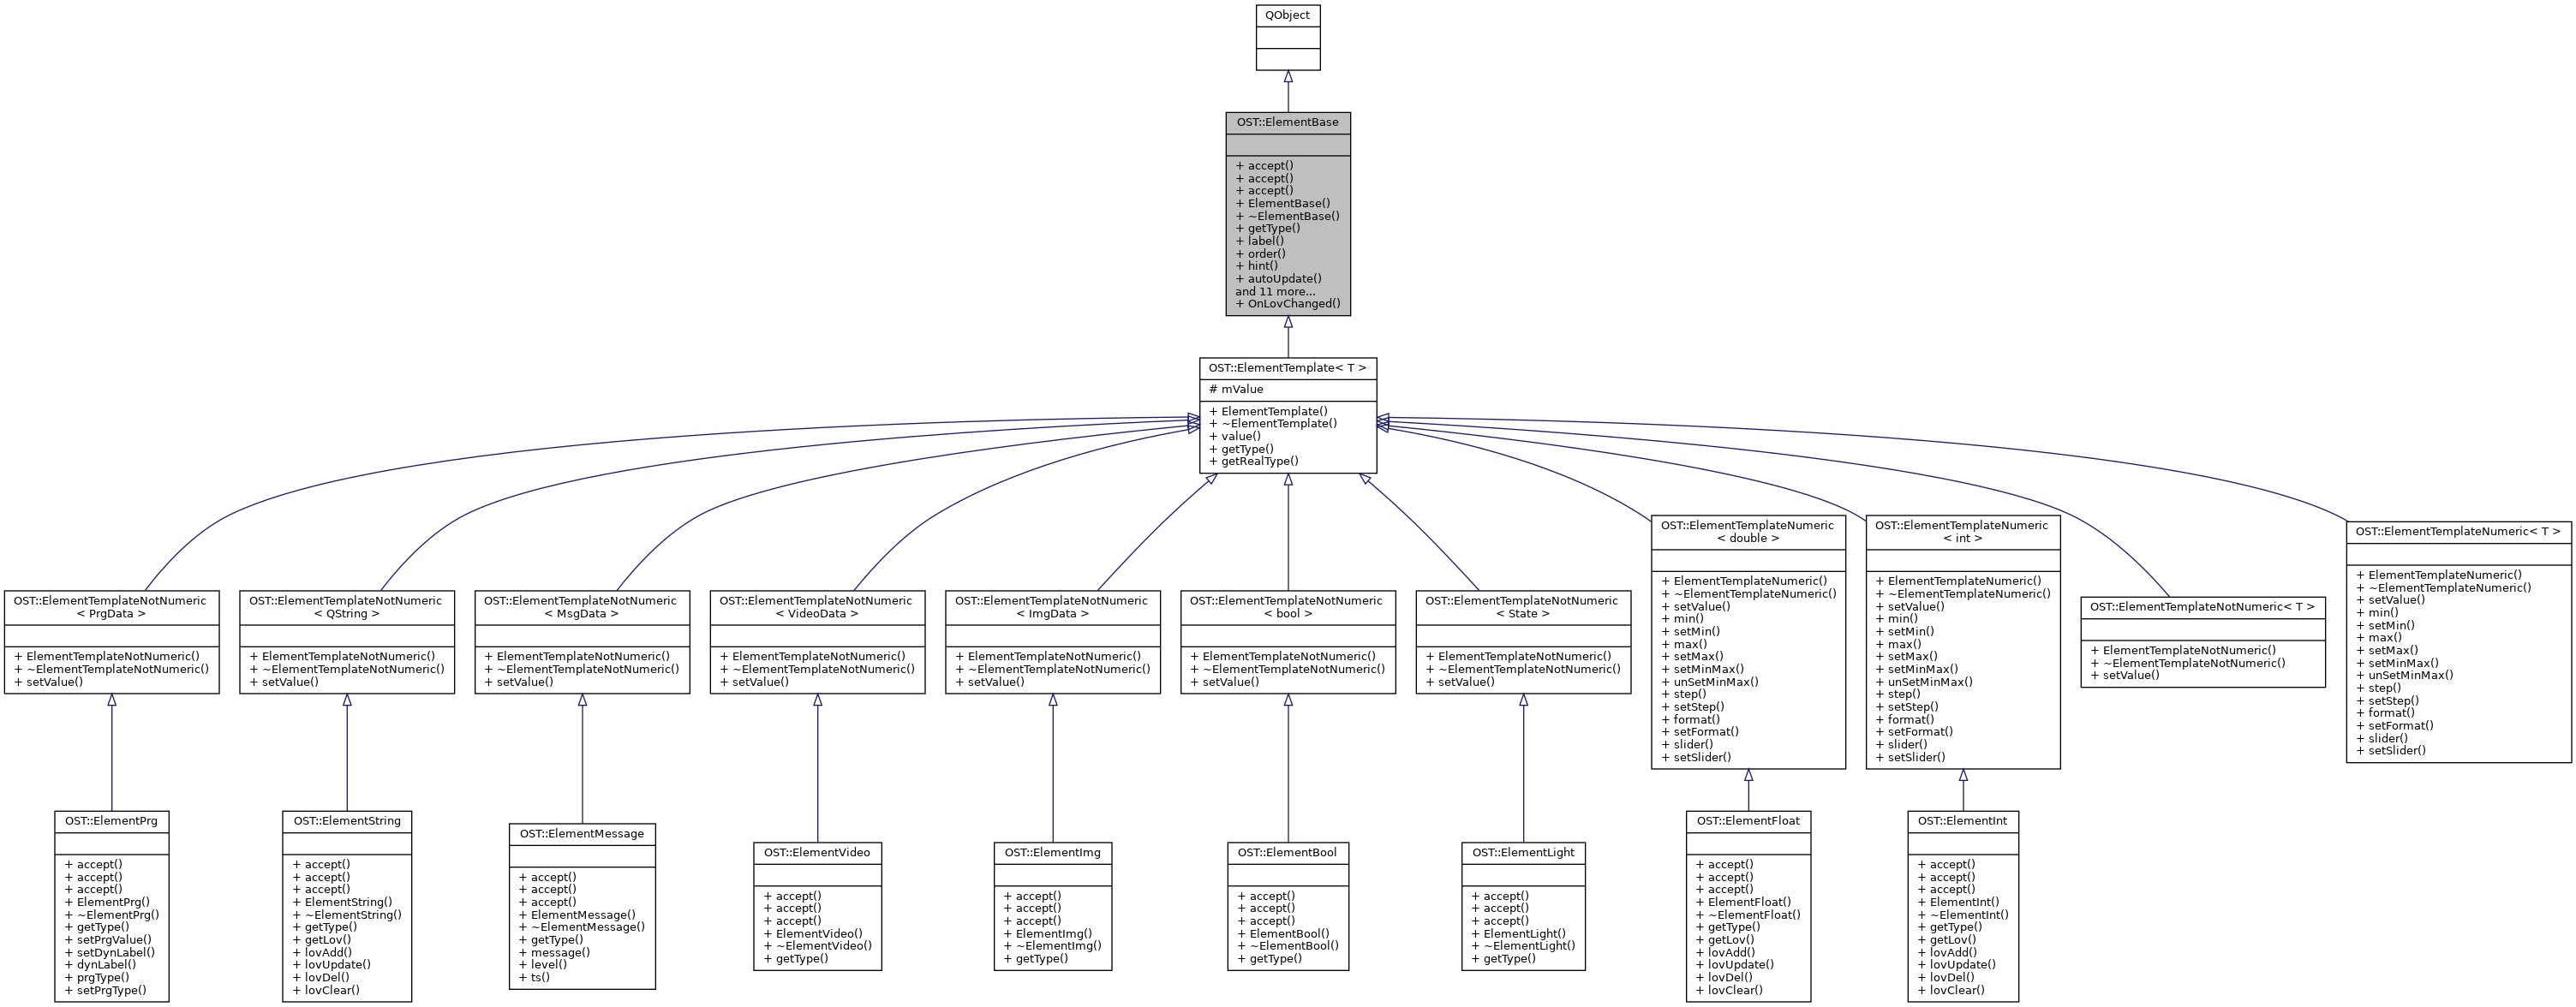 QObject
OST::ElementBase
+ accept()
+ accept()
+ accept()
+ ElementBase()
+ ~ElementBase()
+ getType()
+ label()
+ order()
+ hint()
+ autoUpdate()
and 11 more...
+ OnLovChanged()
OST::ElementTemplate< T >
# mValue
+ ElementTemplate()
+ ~ElementTemplate()
+ value()
+ getType()
+ getRealType()
OST::ElementTemplateNotNumeric
< PrgData >
+ ElementTemplateNotNumeric()
+ ~ElementTemplateNotNumeric()
+ setValue()
OST::ElementTemplateNotNumeric
< QString >
+ ElementTemplateNotNumeric()
+ ~ElementTemplateNotNumeric()
+ setValue()
OST::ElementTemplateNotNumeric
< MsgData >
+ ElementTemplateNotNumeric()
+ ~ElementTemplateNotNumeric()
+ setValue()
OST::ElementTemplateNotNumeric
< VideoData >
+ ElementTemplateNotNumeric()
+ ~ElementTemplateNotNumeric()
+ setValue()
OST::ElementTemplateNotNumeric
< ImgData >
+ ElementTemplateNotNumeric()
+ ~ElementTemplateNotNumeric()
+ setValue()
OST::ElementTemplateNotNumeric
< bool >
+ ElementTemplateNotNumeric()
+ ~ElementTemplateNotNumeric()
+ setValue()
OST::ElementTemplateNotNumeric
< State >
+ ElementTemplateNotNumeric()
+ ~ElementTemplateNotNumeric()
+ setValue()
OST::ElementTemplateNumeric
< double >
+ ElementTemplateNumeric()
+ ~ElementTemplateNumeric()
+ setValue()
+ min()
+ setMin()
+ max()
+ setMax()
+ setMinMax()
+ unSetMinMax()
+ step()
+ setStep()
+ format()
+ setFormat()
+ slider()
+ setSlider()
OST::ElementTemplateNumeric
< int >
+ ElementTemplateNumeric()
+ ~ElementTemplateNumeric()
+ setValue()
+ min()
+ setMin()
+ max()
+ setMax()
+ setMinMax()
+ unSetMinMax()
+ step()
+ setStep()
+ format()
+ setFormat()
+ slider()
+ setSlider()
OST::ElementTemplateNotNumeric< T >
+ ElementTemplateNotNumeric()
+ ~ElementTemplateNotNumeric()
+ setValue()
OST::ElementTemplateNumeric< T >
+ ElementTemplateNumeric()
+ ~ElementTemplateNumeric()
+ setValue()
+ min()
+ setMin()
+ max()
+ setMax()
+ setMinMax()
+ unSetMinMax()
+ step()
+ setStep()
+ format()
+ setFormat()
+ slider()
+ setSlider()
OST::ElementPrg
+ accept()
+ accept()
+ accept()
+ ElementPrg()
+ ~ElementPrg()
+ getType()
+ setPrgValue()
+ setDynLabel()
+ dynLabel()
+ prgType()
+ setPrgType()
OST::ElementString
+ accept()
+ accept()
+ accept()
+ ElementString()
+ ~ElementString()
+ getType()
+ getLov()
+ lovAdd()
+ lovUpdate()
+ lovDel()
+ lovClear()
OST::ElementMessage
+ accept()
+ accept()
+ accept()
+ ElementMessage()
+ ~ElementMessage()
+ getType()
+ message()
+ level()
+ ts()
OST::ElementVideo
+ accept()
+ accept()
+ accept()
+ ElementVideo()
+ ~ElementVideo()
+ getType()
OST::ElementImg
+ accept()
+ accept()
+ accept()
+ ElementImg()
+ ~ElementImg()
+ getType()
OST::ElementBool
+ accept()
+ accept()
+ accept()
+ ElementBool()
+ ~ElementBool()
+ getType()
OST::ElementLight
+ accept()
+ accept()
+ accept()
+ ElementLight()
+ ~ElementLight()
+ getType()
OST::ElementFloat
+ accept()
+ accept()
+ accept()
+ ElementFloat()
+ ~ElementFloat()
+ getType()
+ getLov()
+ lovAdd()
+ lovUpdate()
+ lovDel()
+ lovClear()
OST::ElementInt
+ accept()
+ accept()
+ accept()
+ ElementInt()
+ ~ElementInt()
+ getType()
+ getLov()
+ lovAdd()
+ lovUpdate()
+ lovDel()
+ lovClear()